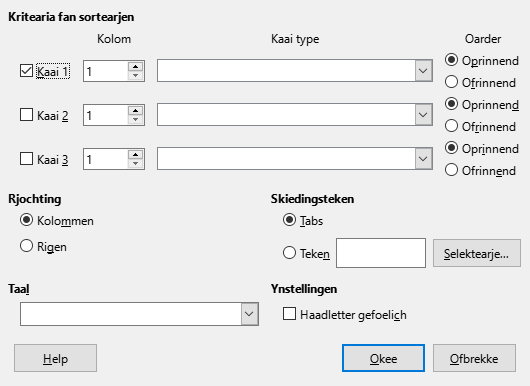 Kritearia fan sortearjen
Kolom Kaai type Oarder
Kaai 1 1 Oprinnend
Ofrinnend
Kaai 2 1 Oprinnend
Ofrinnend
Kaai 3 1 Oprinnend
Ofrinnend
Rjochting Skiedingsteken
Kolommen Tabs
Rigen Teken Selektearje...
Taal Ynstellingen
Haadletter gefoelich
Help Okee Ofbrekke